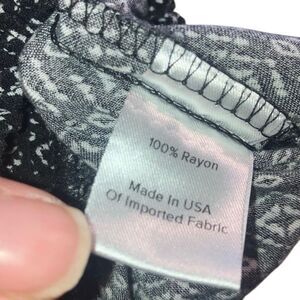 100% Rayon
Made In USA
Of Imported Fabric